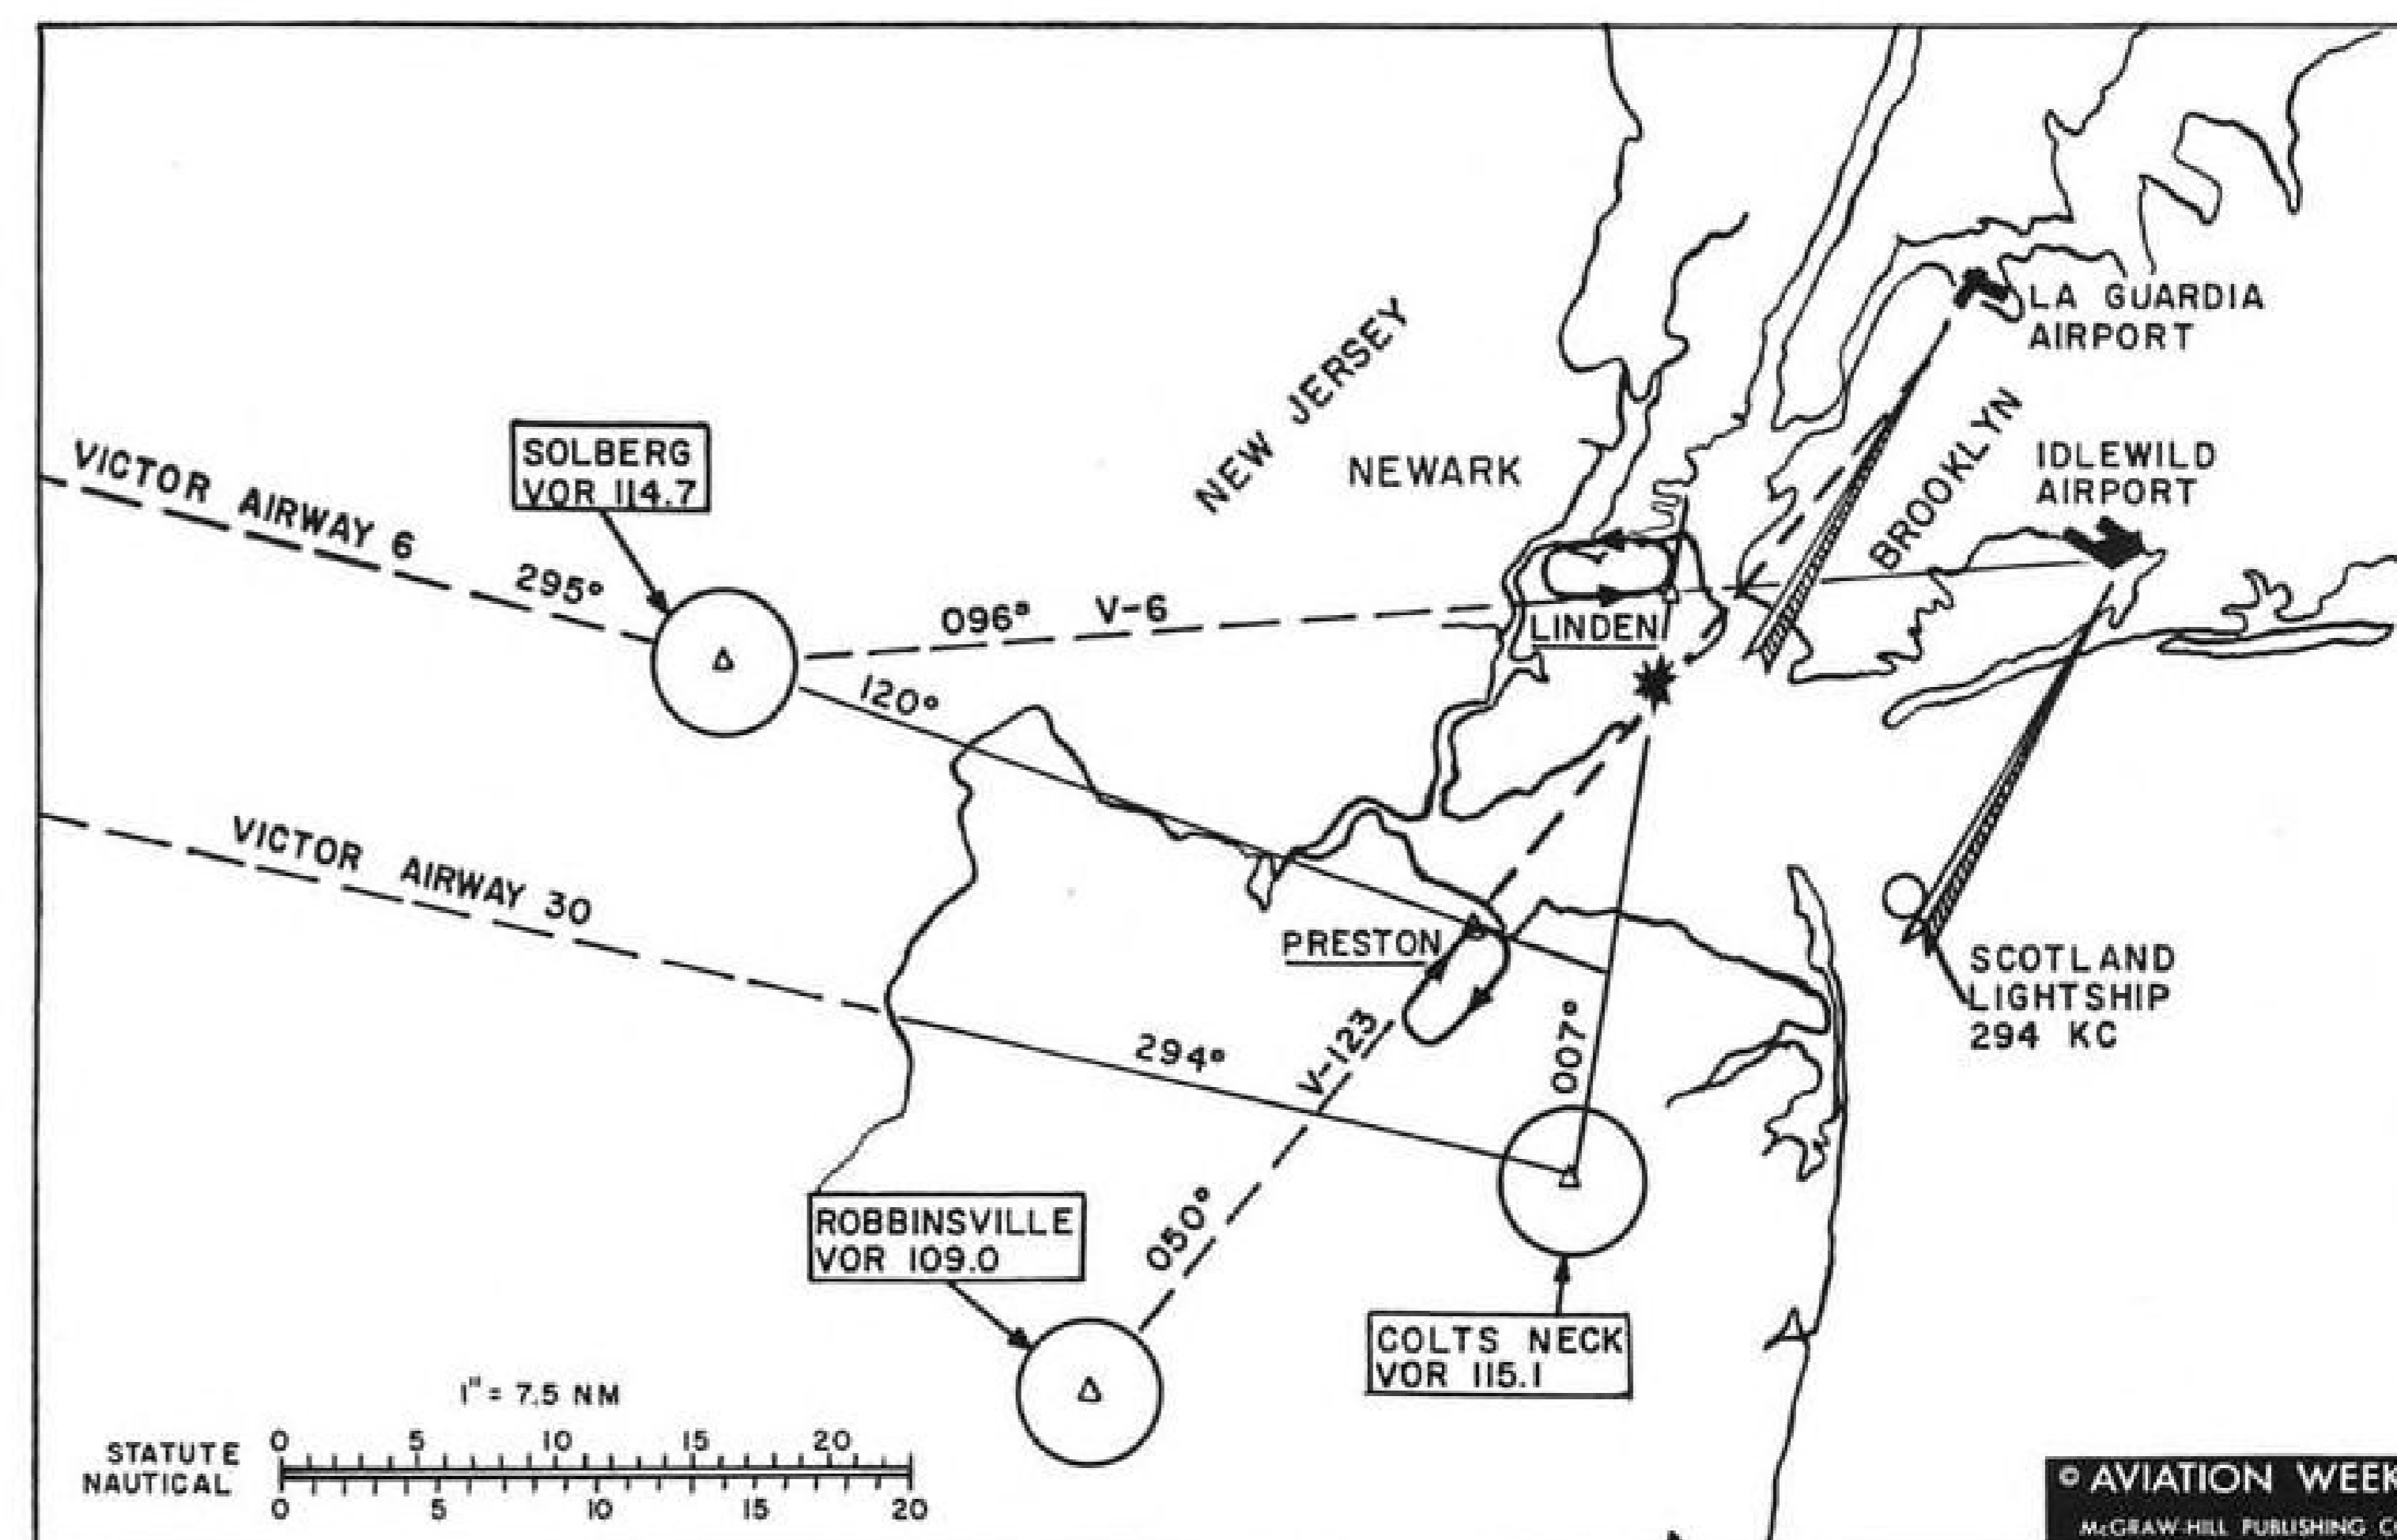 LA GUARDIA
AIRPORT
NEW JERSEY
BROOKLYN
NEWARK
IDLEWILD
AIRPORT
SOLBERG
VOR 114.7
VICTOR AIRWAY 6
295°
096° V-6
LINDEN
120°
VICTOR AIRWAY 30
PRESTON
SCOTLAND
LIGHTSHIP
294 KC
294°
V-123
007°
050°
ROBBINSVILLE
VOR 109.0
COLTS NECK
VOR 115.1
1" = 7.5 NM
STATUTE 0 5 10 15 20
NAUTICAL
0 5 10 15 20
© AVIATION WEEK
McGRAW-HILL PUBLISHING